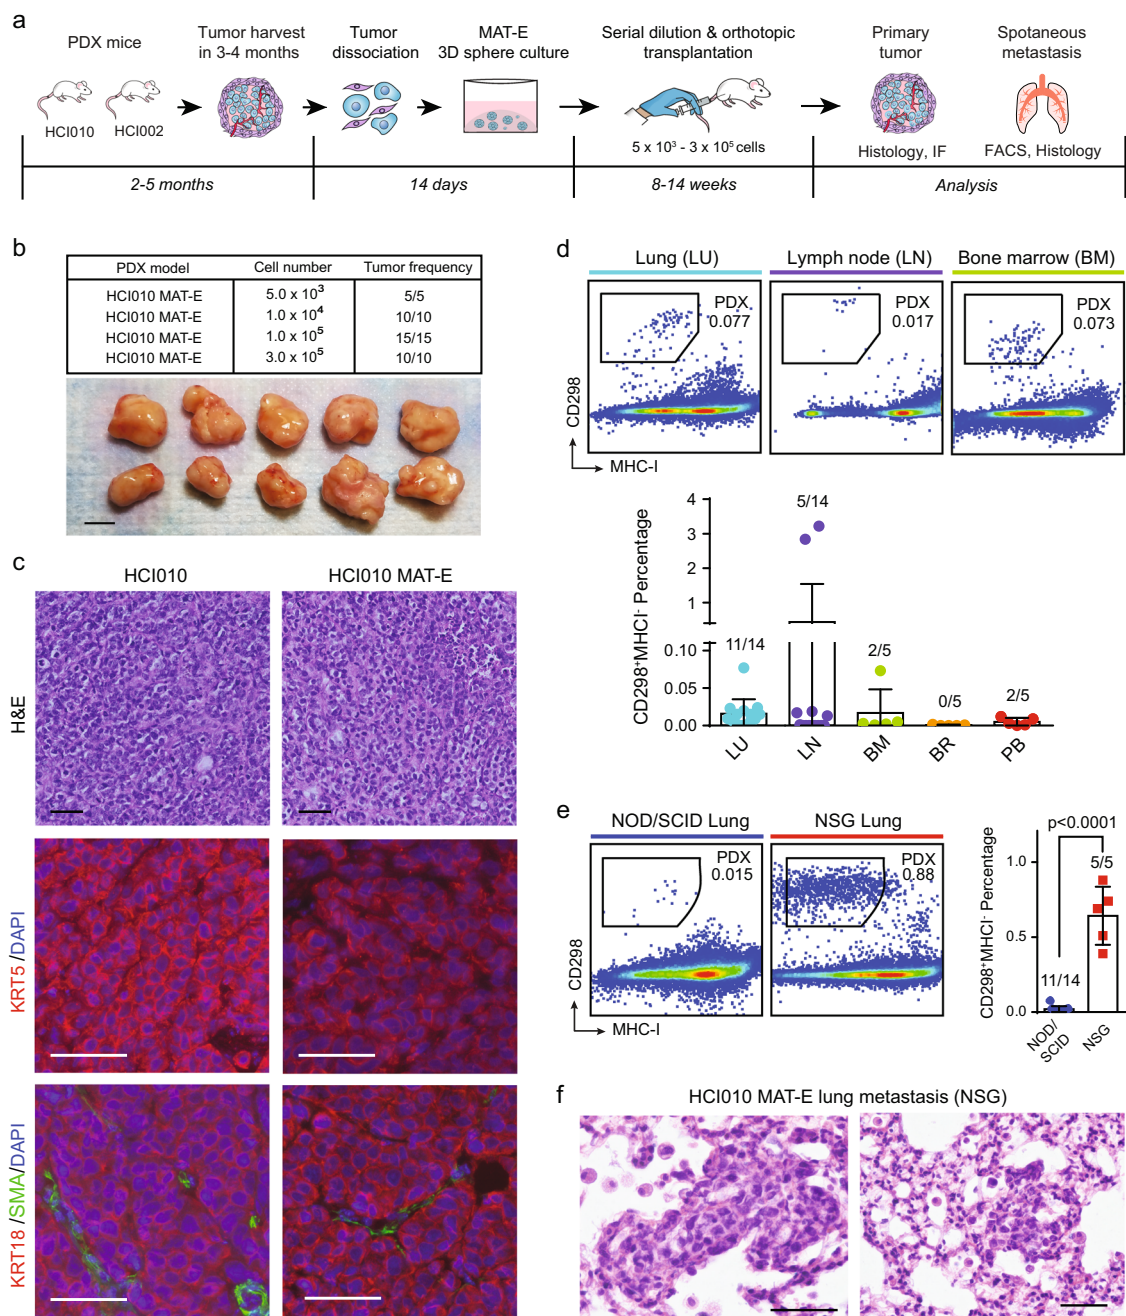 a
PDX mice
Tumor harvest
in 3-4 months
Tumor
dissociation
MAT-E
3D sphere culture
Serial dilution & orthotopic
transplantation
Primary
tumor
Spotaneous
metastasis
HCI010
HCI002
5 x 10³ - 3 x 10⁵ cells
Histology, IF
FACS, Histology
2-5 months
14 days
8-14 weeks
Analysis
b
PDX model Cell number Tumor frequency
HCI010 MAT-E 5.0 x 10³ 5/5
HCI010 MAT-E 1.0 x 10⁴ 10/10
HCI010 MAT-E 1.0 x 10⁵ 15/15
HCI010 MAT-E 3.0 x 10⁵ 10/10
c
HCI010
HCI010 MAT-E
H&E
KRT5/DAPI
KRT18/SMA/DAPI
d
Lung (LU)
Lymph node (LN)
Bone marrow (BM)
PDX
0.077
PDX
0.017
PDX
0.073
CD298
MHC-I
CD298⁺MHCI⁻ Percentage
4
3
2
1
0.10
0.05
0.00
11/14
5/14
2/5
0/5
2/5
LU
LN
BM
BR
PB
e
NOD/SCID Lung
NSG Lung
PDX
0.015
PDX
0.88
CD298
MHC-I
CD298⁺MHCI⁻ Percentage
p<0.0001
1.0
0.5
0.0
11/14
5/5
NOD/
SCID
NSG
f
HCI010 MAT-E lung metastasis (NSG)